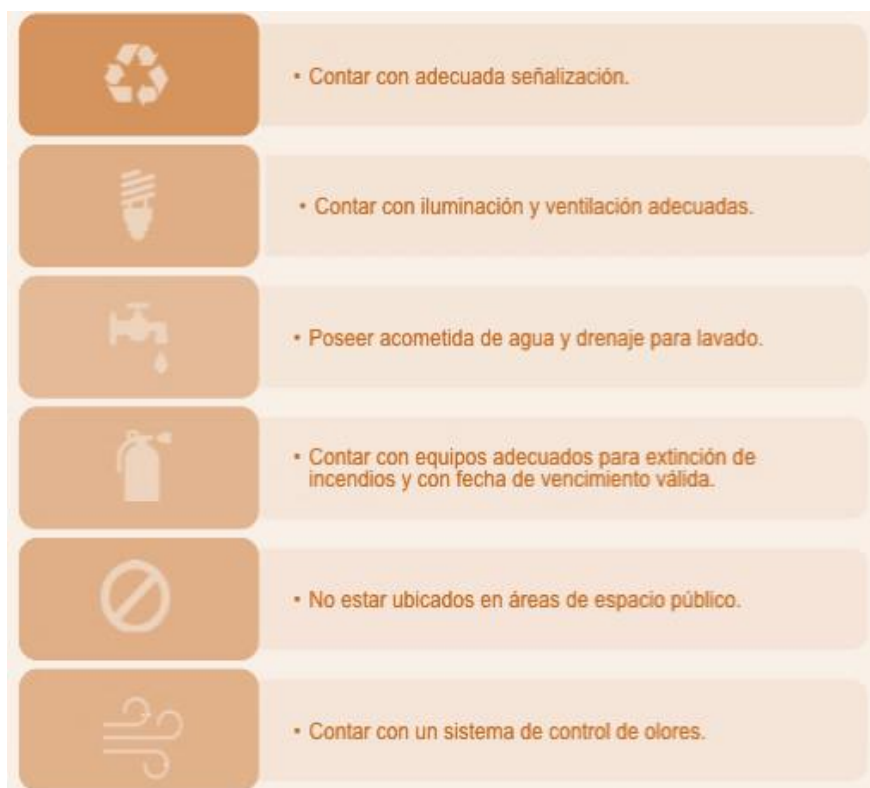 • Contar con adecuada señalización.
• Contar con iluminación y ventilación adecuadas.
• Poseer acometida de agua y drenaje para lavado.
• Contar con equipos adecuados para extinción de
incendios y con fecha de vencimiento válida.
• No estar ubicados en áreas de espacio público.
• Contar con un sistema de control de olores.